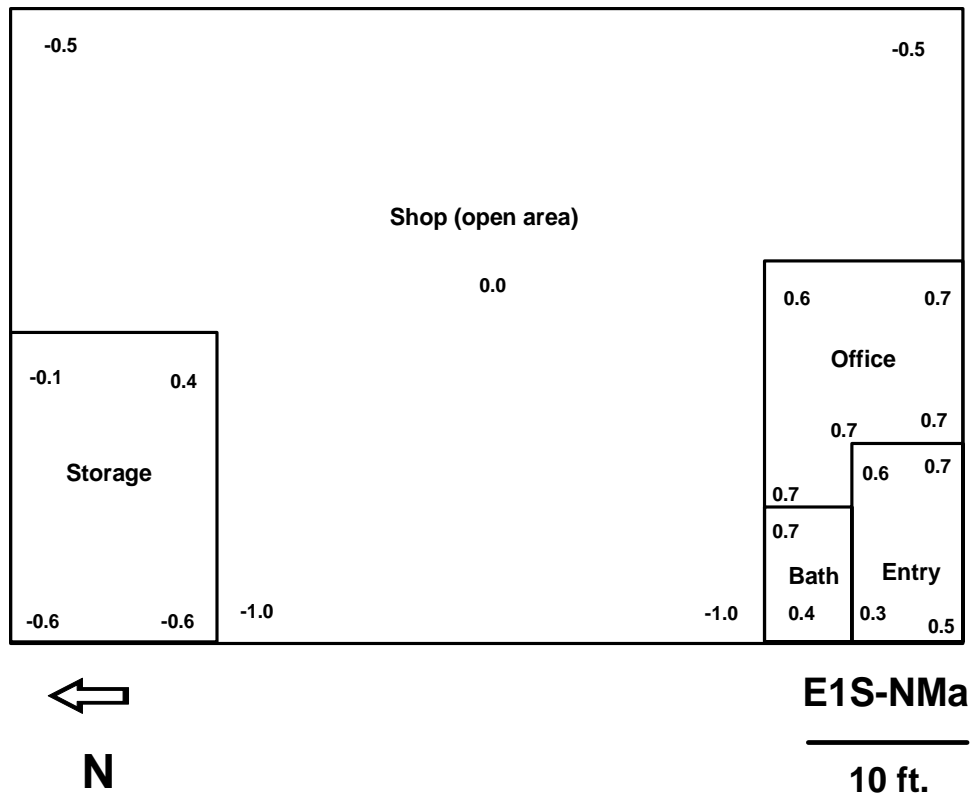 -0.5 -0.5
Shop (open area)
0.0
0.6 0.7
Office
-0.1 0.4
0.7 0.7
Storage
0.6 0.7
0.7
0.7
Bath Entry
-0.6 -0.6 -1.0 -1.0 0.4 0.3 0.5
E1S-NMa
N
10 ft.